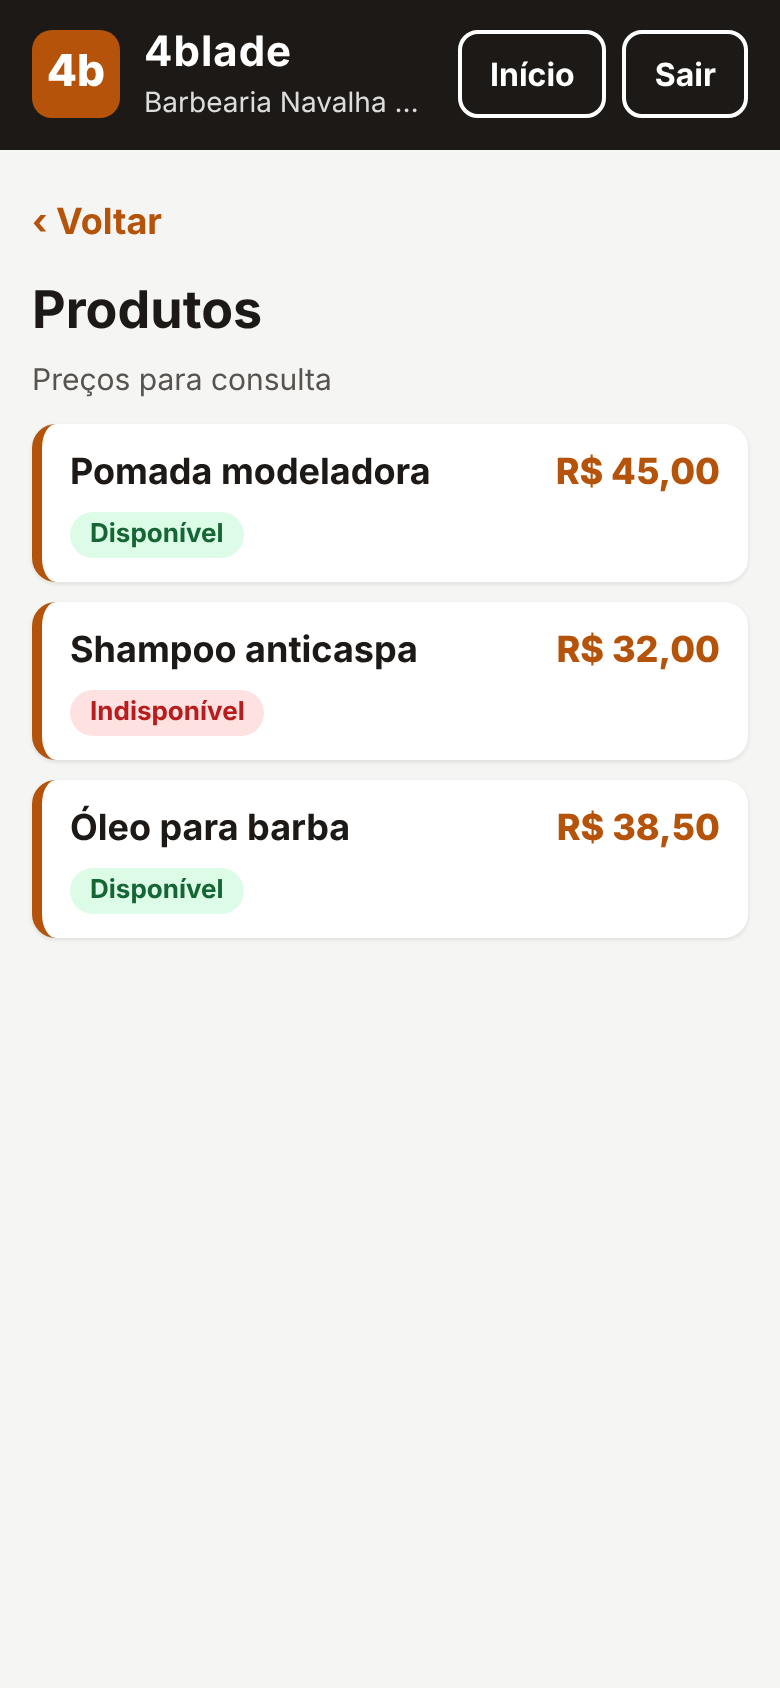 4b
4blade
Barbearia Navalha ...
Início
Sair
‹ Voltar
Produtos
Preços para consulta
Pomada modeladora
R$ 45,00
Disponível
Shampoo anticaspa
R$ 32,00
Indisponível
Óleo para barba
R$ 38,50
Disponível